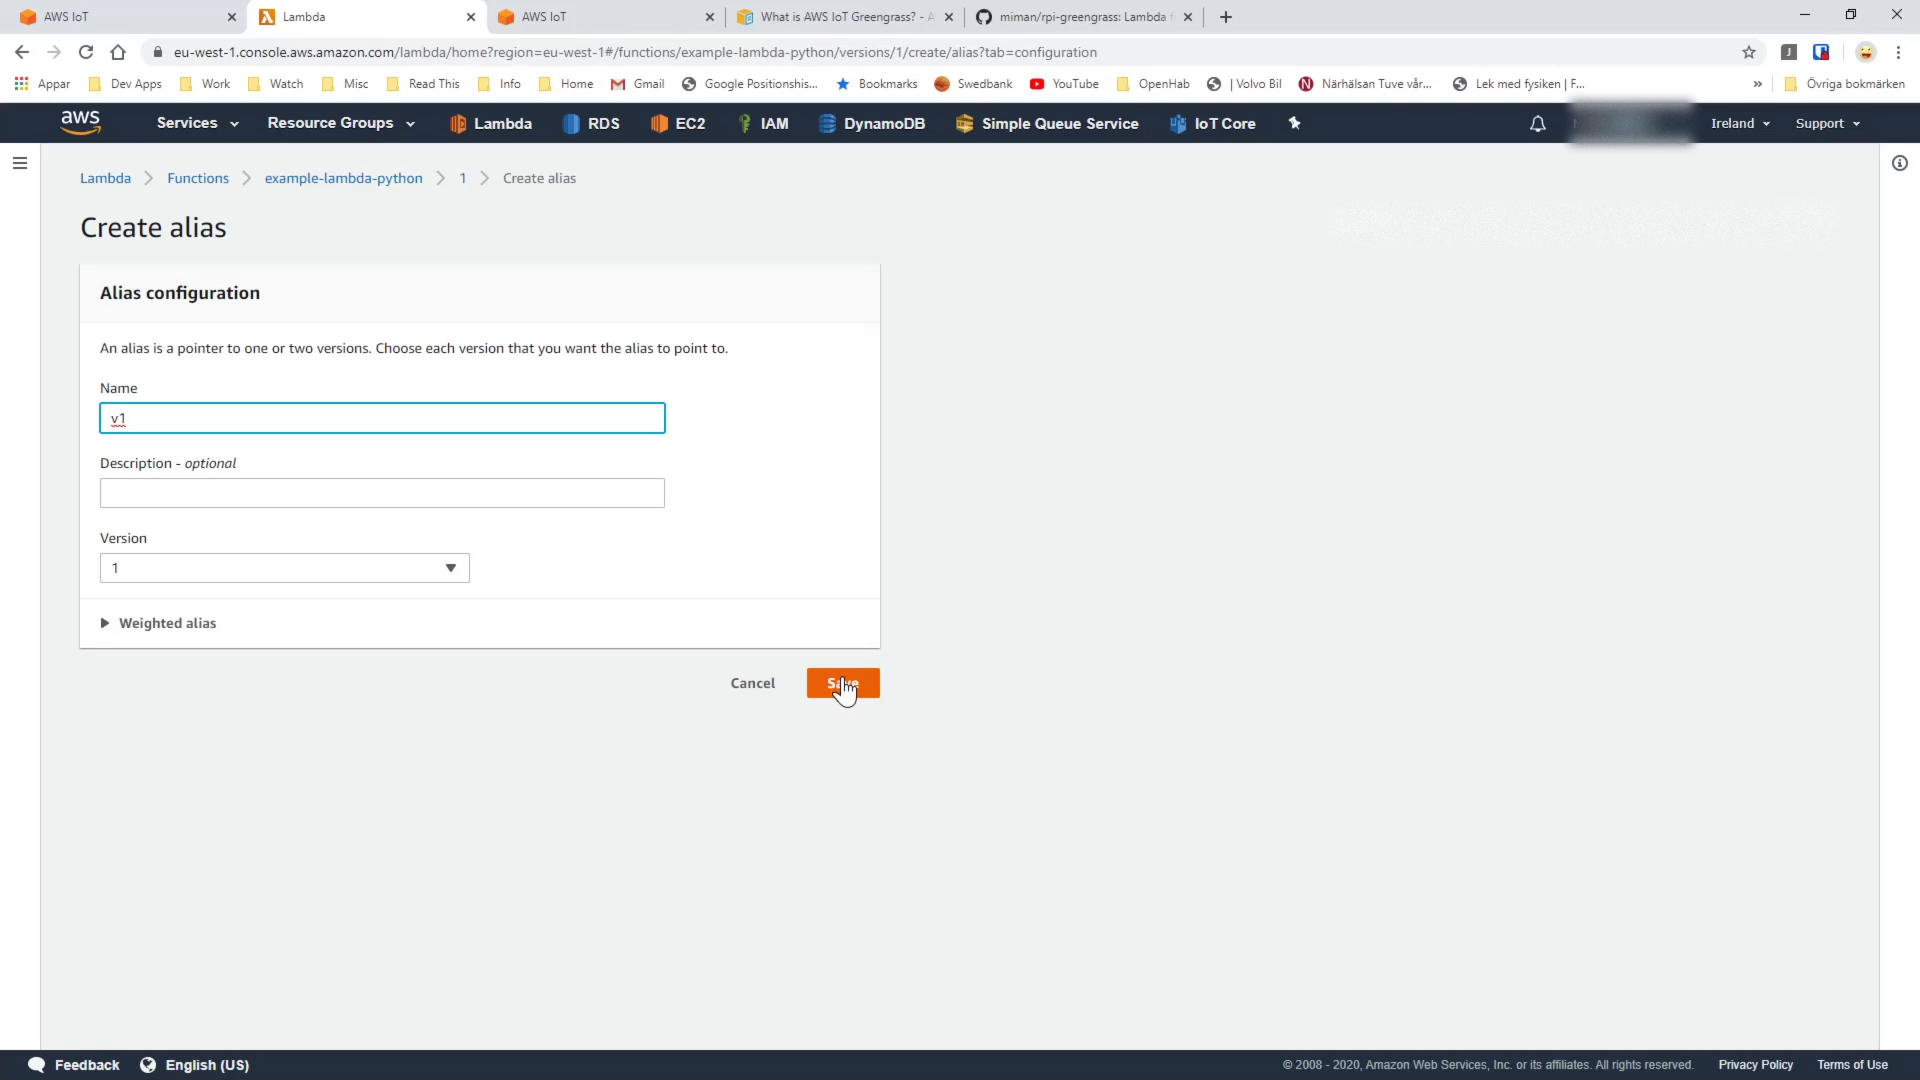 AWS IoT
Lambda
AWS IoT
What is AWS IoT Greengrass? - A
miman/rpi-greengrass: Lambda f
eu-west-1.console.aws.amazon.com/lambda/home?region=eu-west-1#/functions/example-lambda-python/versions/1/create/alias?tab=configuration
Appar Dev Apps Work Watch Misc Read This Info Home Gmail Google Positionshis... Bookmarks Swedbank YouTube OpenHab | Volvo Bil Närhälsan Tuve vår... Lek med fysiken | F... » Övriga bokmärken
aws Services Resource Groups Lambda RDS EC2 IAM DynamoDB Simple Queue Service IoT Core Ireland Support
Lambda Functions example-lambda-python 1 Create alias
Create alias
Alias configuration
An alias is a pointer to one or two versions. Choose each version that you want the alias to point to.
Name
v1
Description - optional
Version
1
Weighted alias
Cancel Save
Feedback English (US) © 2008 - 2020, Amazon Web Services, Inc. or its affiliates. All rights reserved. Privacy Policy Terms of Use